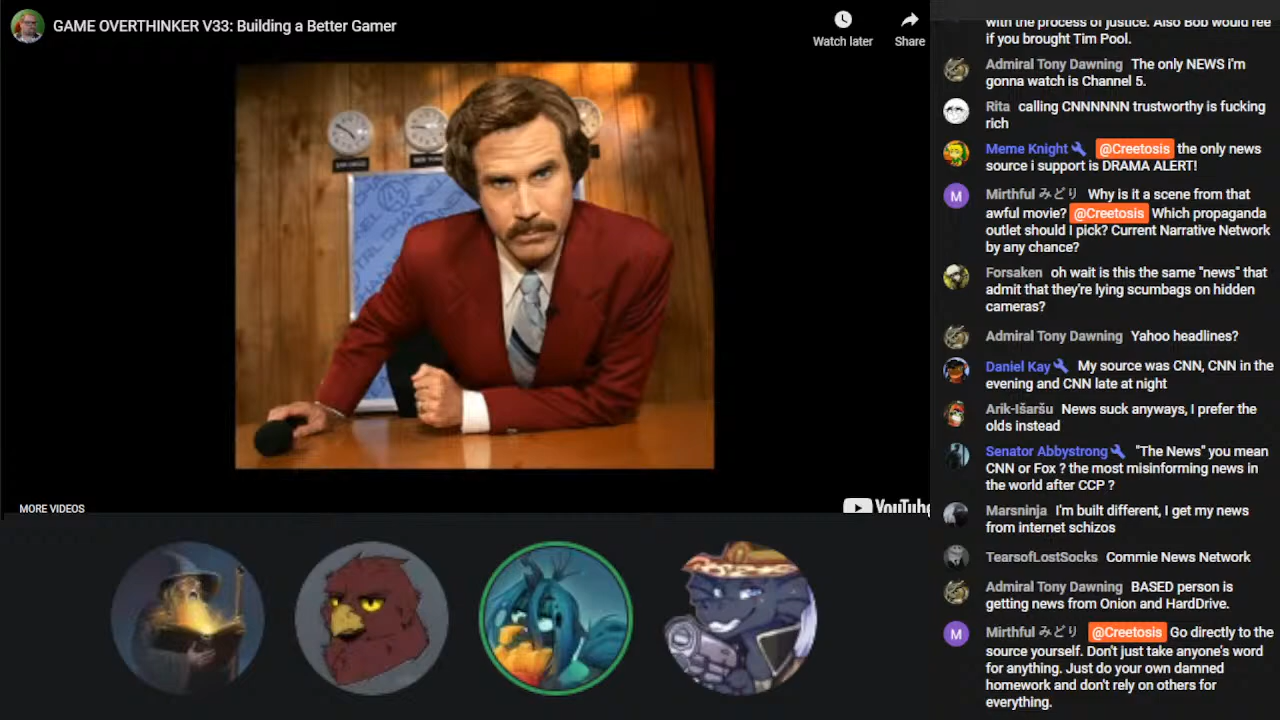 GAME OVERTHINKER V33: Building a Better Gamer
Watch later
Share
SAN DIEGO
NEW YORK
MORE VIDEOS
YouTube
with the process of justice. Also Bob would ree
if you brought Tim Pool.
Admiral Tony Dawning The only NEWS i'm
gonna watch is Channel 5.
Rita calling CNNNNNN trustworthy is fucking
rich
Meme Knight @Creetosis the only news
source i support is DRAMA ALERT!
M
Mirthful みどり Why is it a scene from that
awful movie? @Creetosis Which propaganda
outlet should I pick? Current Narrative Network
by any chance?
Forsaken oh wait is this the same "news" that
admit that they're lying scumbags on hidden
cameras?
Admiral Tony Dawning Yahoo headlines?
Daniel Kay My source was CNN, CNN in the
evening and CNN late at night
Arik-Išaršu News suck anyways, I prefer the
olds instead
Senator Abbystrong "The News" you mean
CNN or Fox ? the most misinforming news in
the world after CCP ?
Marsninja I'm built different, I get my news
from internet schizos
TearsofLostSocks Commie News Network
Admiral Tony Dawning BASED person is
getting news from Onion and HardDrive.
M
Mirthful みどり @Creetosis Go directly to the
source yourself. Don't just take anyone's word
for anything. Just do your own damned
homework and don't rely on others for
everything.